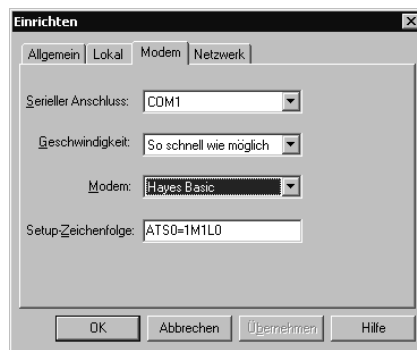 Einrichten
Allgemein Lokal Modem Netzwerk
Serieller Anschluss: COM1
Geschwindigkeit: So schnell wie möglich
Modem: Hayes Basic
Setup-Zeichenfolge: ATS0=1M1L0
OK Abbrechen Übernehmen Hilfe